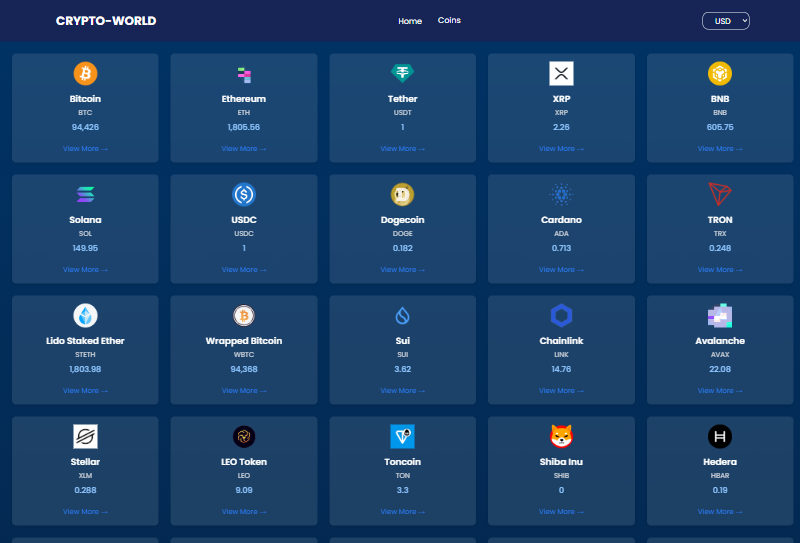 CRYPTO-WORLD
Home
Coins
USD
Bitcoin
BTC
94,426
View More →
Ethereum
ETH
1,805.56
View More →
Tether
USDT
1
View More →
XRP
XRP
2.26
View More →
BNB
BNB
605.75
View More →
Solana
SOL
149.95
View More →
USDC
USDC
1
View More →
Dogecoin
DOGE
0.182
View More →
Cardano
ADA
0.713
View More →
TRON
TRX
0.248
View More →
Lido Staked Ether
STETH
1,803.98
View More →
Wrapped Bitcoin
WBTC
94,368
View More →
Sui
SUI
3.62
View More →
Chainlink
LINK
14.76
View More →
Avalanche
AVAX
22.08
View More →
Stellar
XLM
0.288
View More →
LEO Token
LEO
9.09
View More →
Toncoin
TON
3.3
View More →
Shiba Inu
SHIB
0
View More →
Hedera
HBAR
0.19
View More →